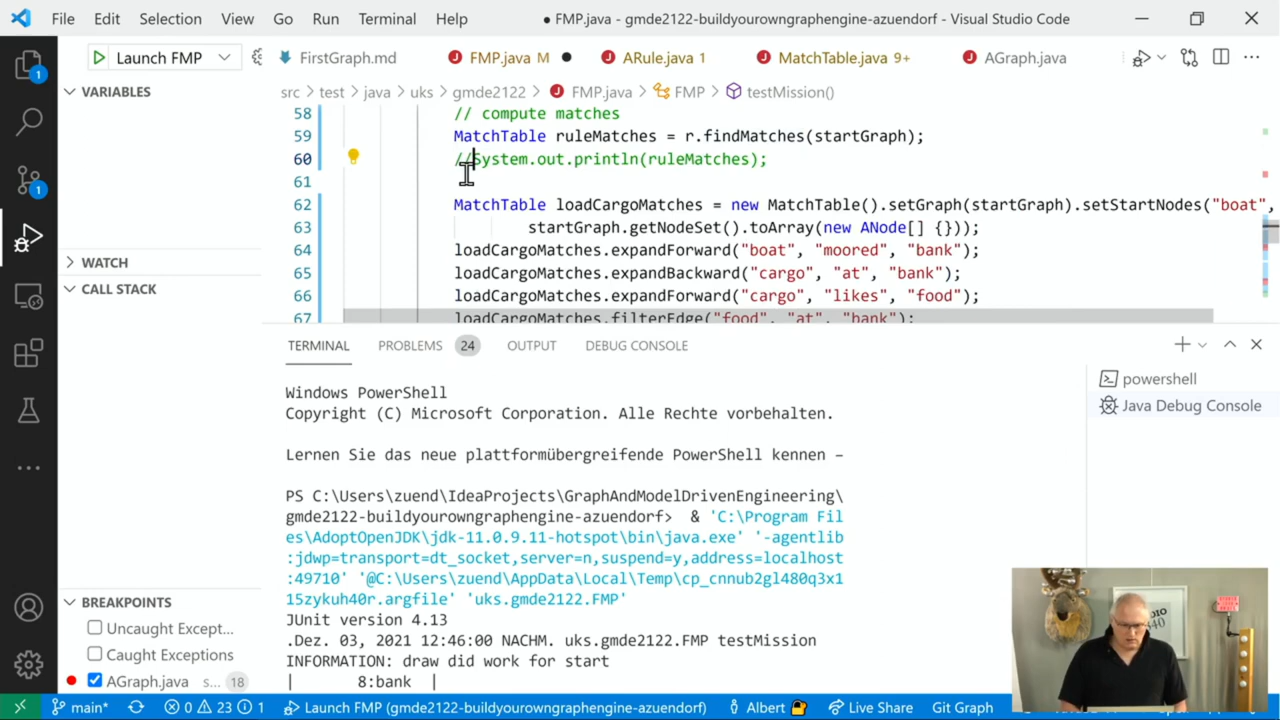 File Edit Selection View Go Run Terminal Help ● FMP.java - gmde2122-buildyourowngraphengine-azuendorf - Visual Studio Code
Launch FMP FirstGraph.md FMP.java M ARule.java 1 MatchTable.java 9+ AGraph.java
VARIABLES
src > test > java > uks > gmde2122 > FMP.java > FMP > testMission()
58 // compute matches
59 MatchTable ruleMatches = r.findMatches(startGraph);
60 //System.out.println(ruleMatches);
61
62 MatchTable loadCargoMatches = new MatchTable().setGraph(startGraph).setStartNodes("boat",
63 startGraph.getNodeSet().toArray(new ANode[] {}));
64 loadCargoMatches.expandForward("boat", "moored", "bank");
65 loadCargoMatches.expandBackward("cargo", "at", "bank");
66 loadCargoMatches.expandForward("cargo", "likes", "food");
67 loadCargoMatches.filterEdge("food", "at", "bank");
WATCH
CALL STACK
TERMINAL PROBLEMS 24 OUTPUT DEBUG CONSOLE
powershell
Java Debug Console
Windows PowerShell
Copyright (C) Microsoft Corporation. Alle Rechte vorbehalten.
Lernen Sie das neue plattformübergreifende PowerShell kennen –
PS C:\Users\zuend\IdeaProjects\GraphAndModelDrivenEngineering\
gmde2122-buildyourowngraphengine-azuendorf> & 'C:\Program Fil
es\AdoptOpenJDK\jdk-11.0.9.11-hotspot\bin\java.exe' '-agentlib
:jdwp=transport=dt_socket,server=n,suspend=y,address=localhost
:49710' '@C:\Users\zuend\AppData\Local\Temp\cp_cnnub2gl480q3x1
15zykuh40r.argfile' 'uks.gmde2122.FMP'
JUnit version 4.13
.Dez. 03, 2021 12:46:00 NACHM. uks.gmde2122.FMP testMission
INFORMATION: draw did work for start
| 8:bank |
BREAKPOINTS
Uncaught Except...
Caught Exceptions
AGraph.java s... 18
1
1
main* 0 23 1 Launch FMP (gmde2122-buildyourowngraphengine-azuendorf) Albert Live Share Git Graph